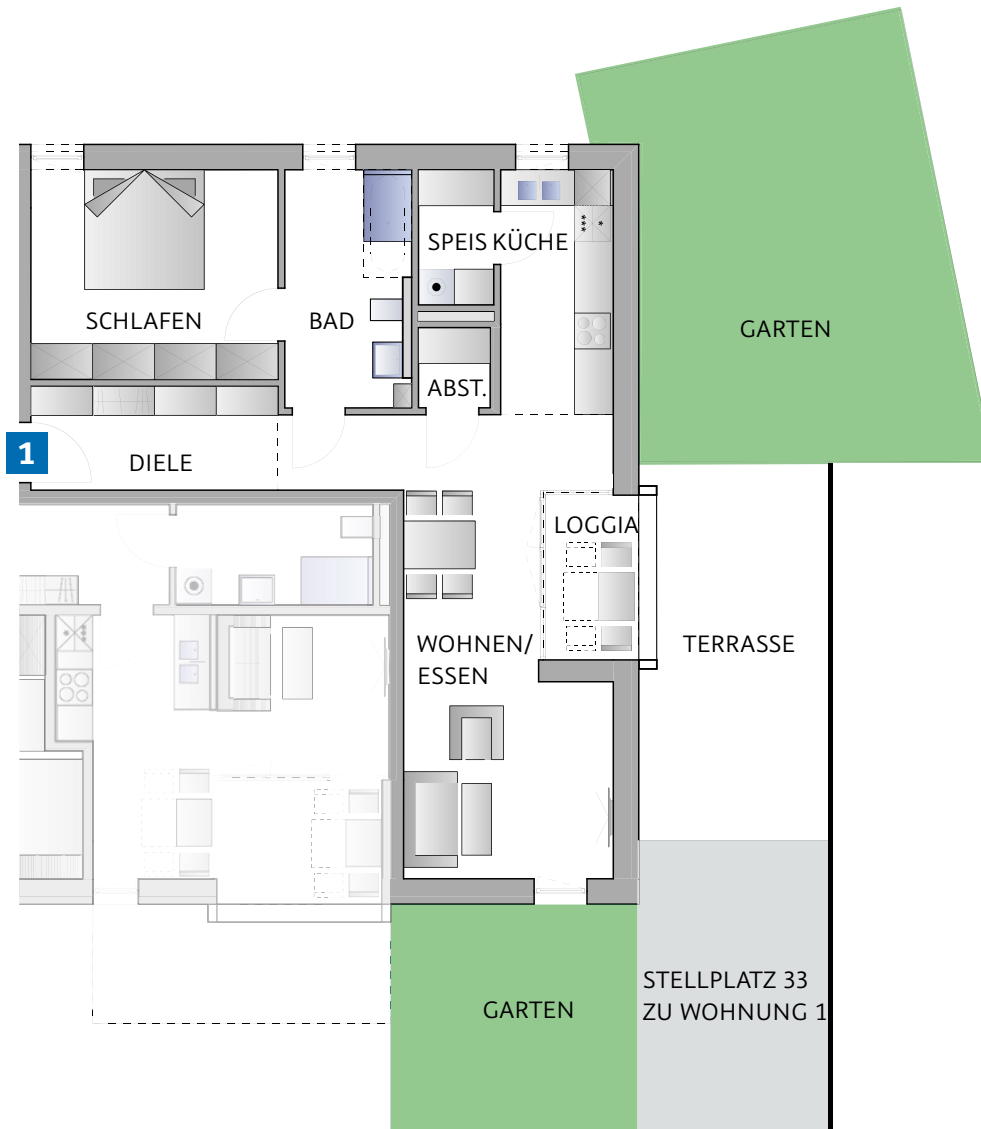 SPEIS KÜCHE
SCHLAFEN
BAD
GARTEN
ABST.
1
DIELE
LOGGIA
WOHNEN/
ESSEN
TERRASSE
STELLPLATZ 33
ZU WOHNUNG 1
GARTEN